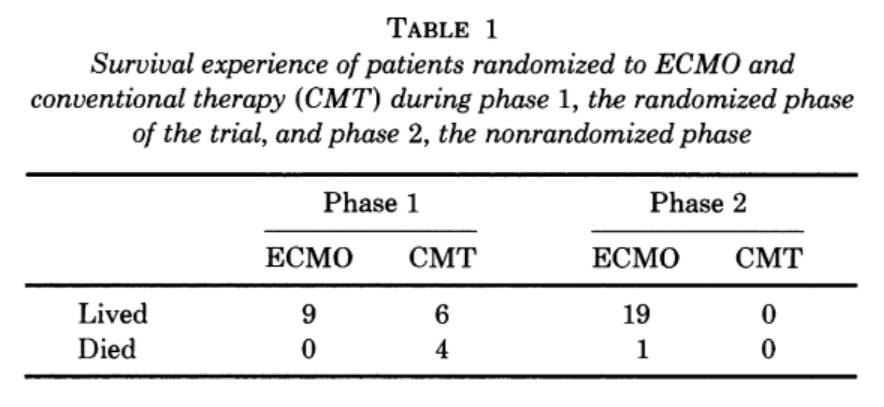 TABLE 1
Survival experience of patients randomized to ECMO and
conventional therapy (CMT) during phase 1, the randomized phase
of the trial, and phase 2, the nonrandomized phase
Phase 1 Phase 2
ECMO CMT ECMO CMT
Lived 9 6 19 0
Died 0 4 1 0